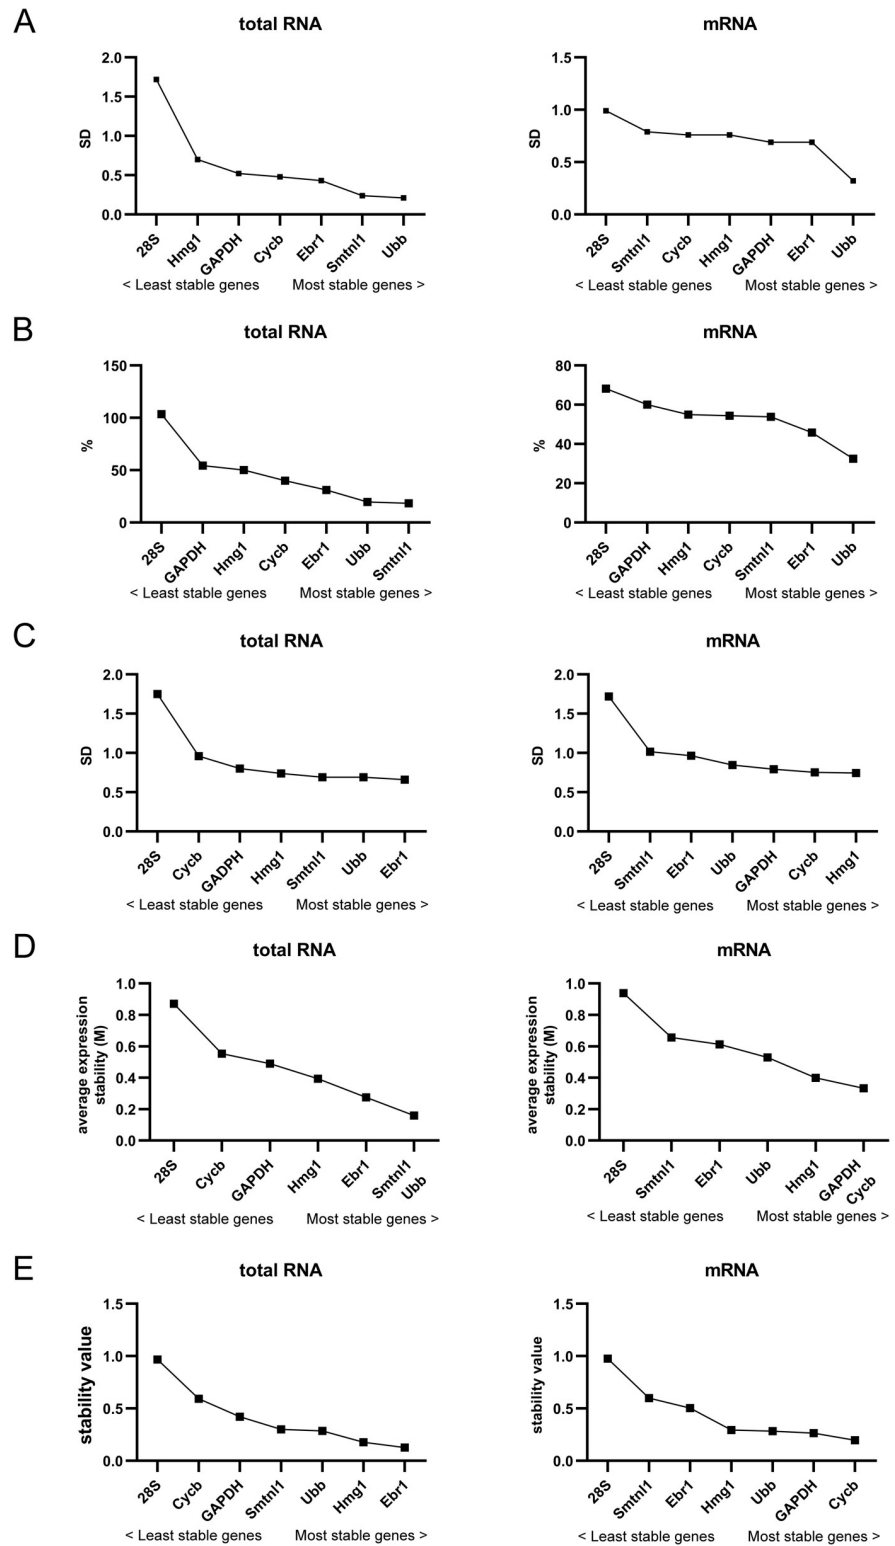 A
total RNA
mRNA
2.0
1.5
1.0
0.5
0.0
SD
28S
Hmg1
GAPDH
Cycb
Ebr1
Smtnl1
Ubb
< Least stable genes
Most stable genes >
1.5
1.0
0.5
0.0
SD
28S
Smtnl1
Cycb
Hmg1
GAPDH
Ebr1
Ubb
< Least stable genes
Most stable genes >
B
total RNA
mRNA
150
100
50
0
%
28S
GAPDH
Hmg1
Cycb
Ebr1
Ubb
Smtnl1
< Least stable genes
Most stable genes >
80
60
40
20
0
%
28S
GAPDH
Hmg1
Cycb
Smtnl1
Ebr1
Ubb
< Least stable genes
Most stable genes >
C
total RNA
mRNA
2.0
1.5
1.0
0.5
0.0
SD
28S
Cycb
GADPH
Hmg1
Smtnl1
Ubb
Ebr1
< Least stable genes
Most stable genes >
2.0
1.5
1.0
0.5
0.0
SD
28S
Smtnl1
Ebr1
Ubb
GAPDH
Cycb
Hmg1
< Least stable genes
Most stable genes >
D
total RNA
mRNA
1.0
0.8
0.6
0.4
0.2
0.0
average expression
stability (M)
28S
Cycb
GAPDH
Hmg1
Ebr1
Smtnl1
Ubb
< Least stable genes
Most stable genes >
1.0
0.8
0.6
0.4
0.2
0.0
average expression
stability (M)
28S
Smtnl1
Ebr1
Ubb
Hmg1
GAPDH
Cycb
< Least stable genes
Most stable genes >
E
total RNA
mRNA
1.5
1.0
0.5
0.0
stability value
28S
Cycb
GAPDH
Smtnl1
Ubb
Hmg1
Ebr1
< Least stable genes
Most stable genes >
1.5
1.0
0.5
0.0
stability value
28S
Smtnl1
Ebr1
Hmg1
Ubb
GAPDH
Cycb
< Least stable genes
Most stable genes >